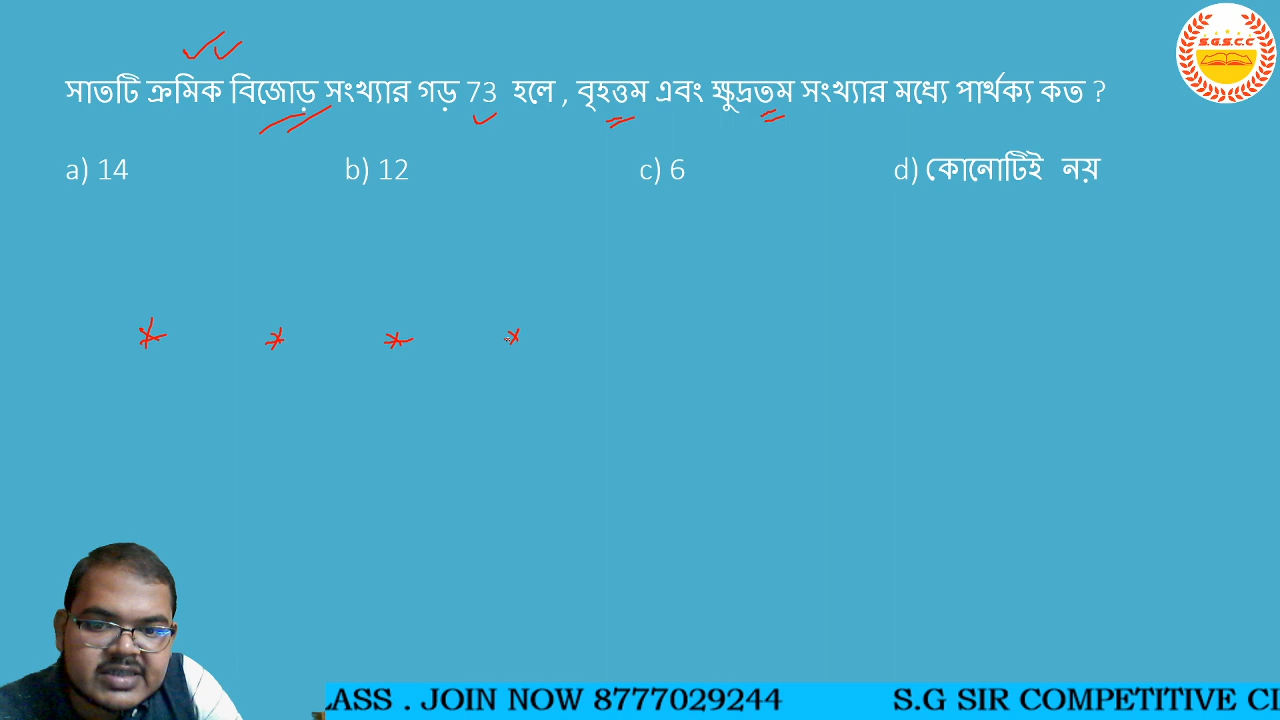 S.G.S.C.C
সাতটি ক্রমিক বিজোড় সংখ্যার গড় 73 হলে , বৃহত্তম এবং ক্ষুদ্রতম সংখ্যার মধ্যে পার্থক্য কত ?
a) 14 b) 12 c) 6 d) কোনোটিই নয়
LASS . JOIN NOW 8777029244 S.G SIR COMPETITIVE